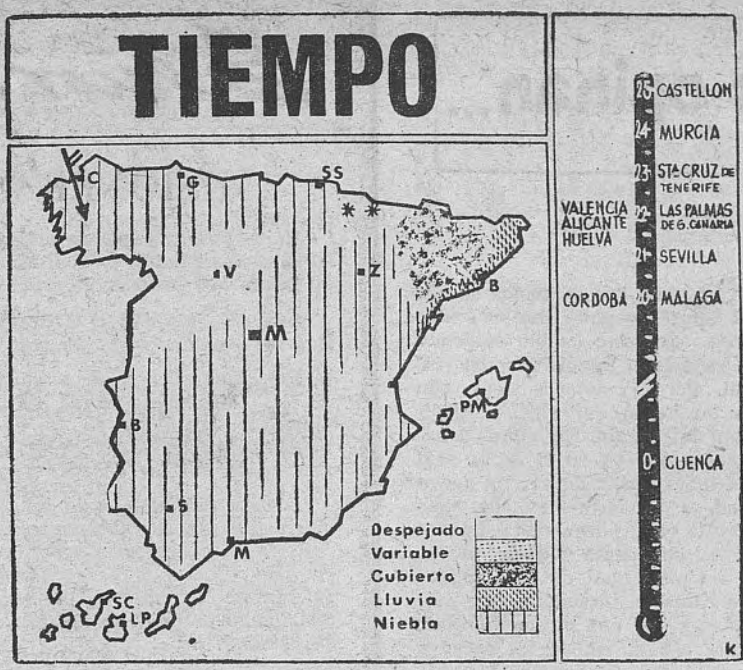 TIEMPO
C
G
SS
V
Z
B
M
PM
B
S
M
SC
LP
Despejado
Variable
Cubierto
Lluvia
Niebla
25 CASTELLON
24 MURCIA
23 STA CRUZ DE
TENERIFE
VALENCIA
ALICANTE
HUELVA
22 LAS PALMAS
DE G. CANARIA
21 SEVILLA
CORDOBA 20 MALAGA
0 CUENCA
K